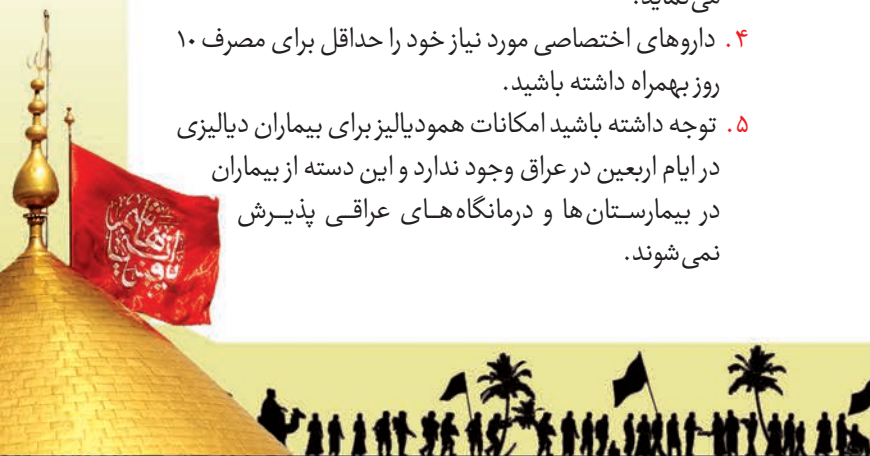 می‌نماید.
۴. داروهای اختصاصی مورد نیاز خود را حداقل برای مصرف ۱۰
روز بهمراه داشته باشید.
۵. توجه داشته باشید امکانات همودیالیز برای بیماران دیالیزی
در ایام اربعین در عراق وجود ندارد و این دسته از بیماران
در بیمارستان‌ها و درمانگاه‌های عراقی پذیرش
نمی‌شوند.